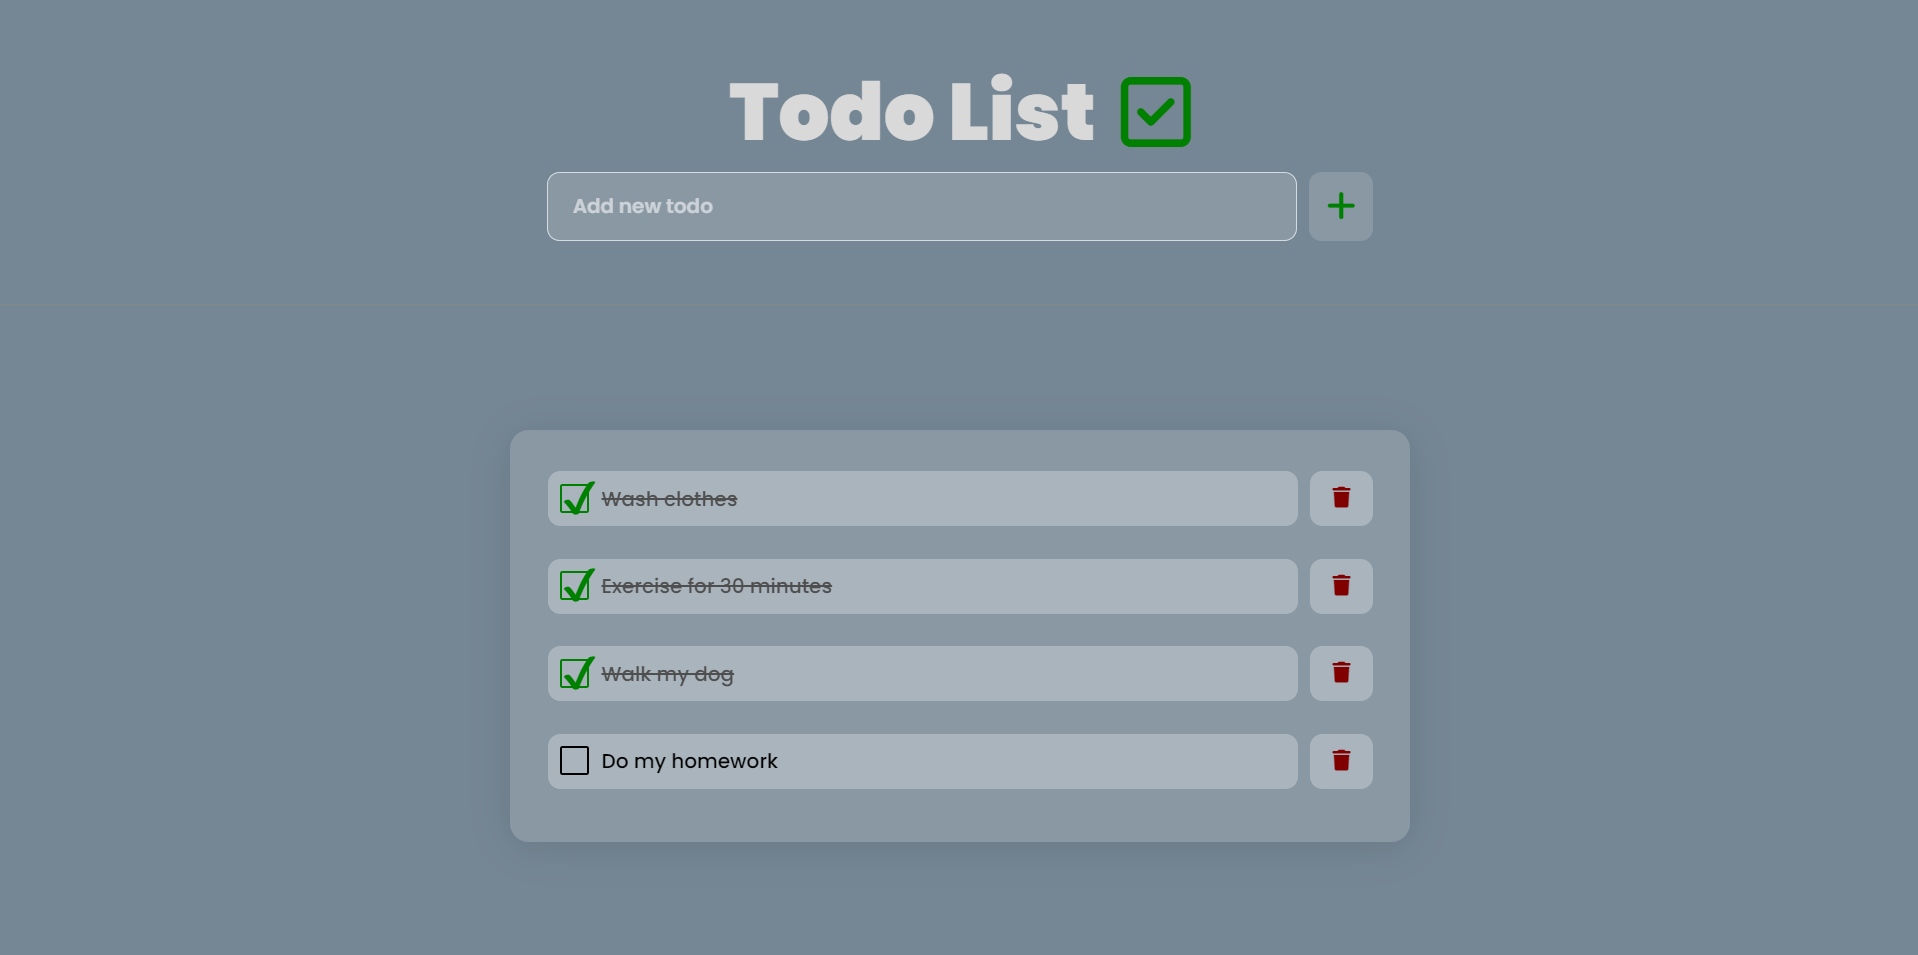 Todo List
Add new todo
Wash clothes
Exercise for 30 minutes
Walk my dog
Do my homework